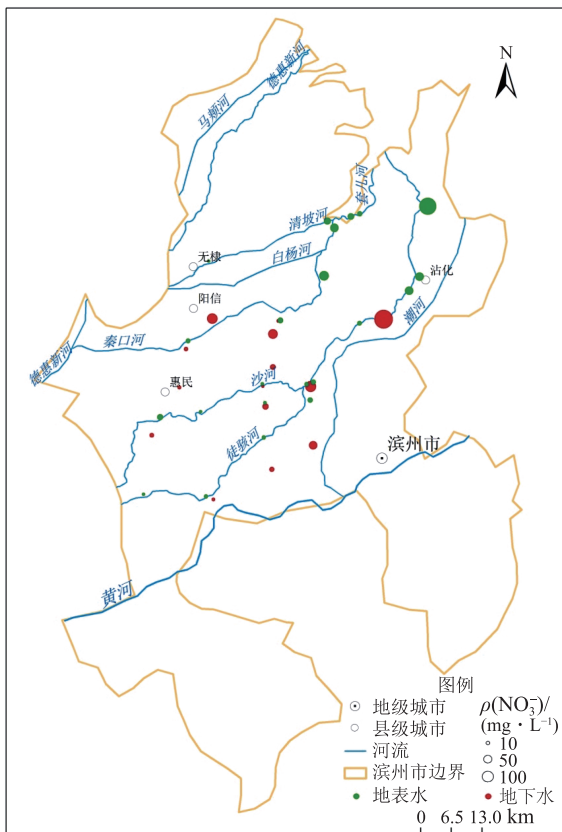 N
德惠新河
马颊河
套儿河
清坡河
无棣
白杨河
沾化
阳信
潮河
秦口河
德惠新河
惠民
沙河
徒骇河
滨州市
黄河
图例
地级城市
县级城市
河流
滨州市边界
地表水
ρ(NO₃⁻)/
(mg·L⁻¹)
10
50
100
地下水
0 6.5 13.0 km